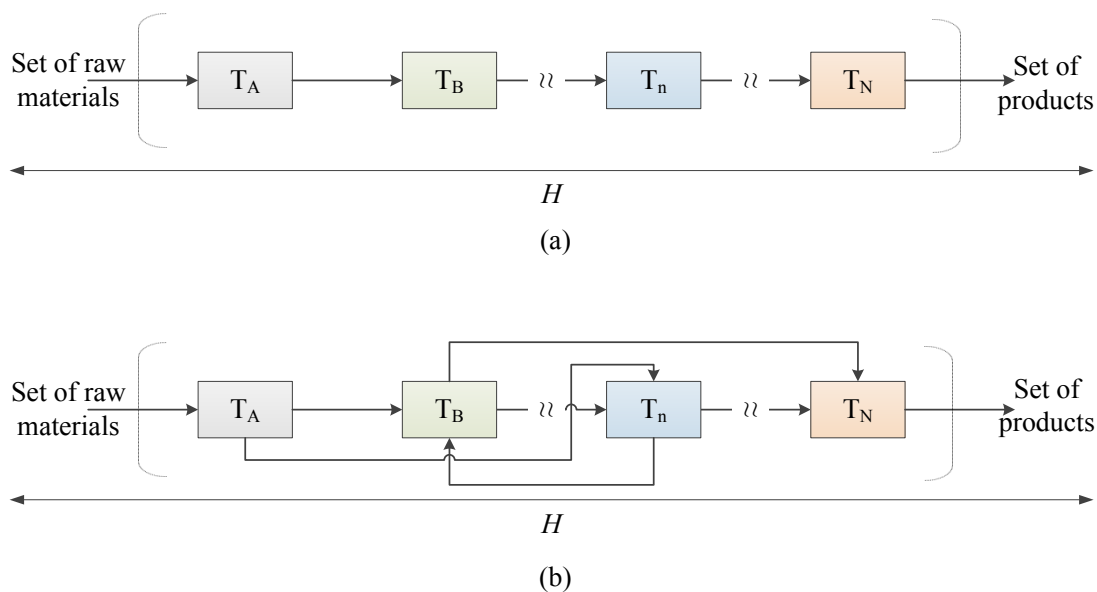 Set of raw
materials
T_A
T_B
≈
T_n
≈
T_N
Set of
products
H
(a)
Set of raw
materials
T_A
T_B
≈
T_n
≈
T_N
Set of
products
H
(b)